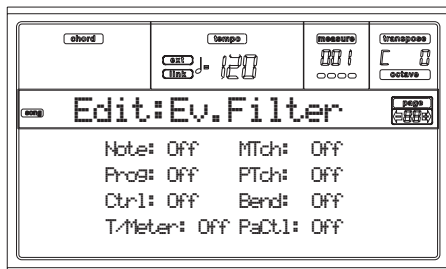 chord tempo measure transpose
ext ♩= 120 001 C 0
link octave
song Edit:Ev.Filter page
Note: Off MTch: Off
Prog: Off PTch: Off
Ctrl: Off Bend: Off
T/Meter: Off PaCtl: Off